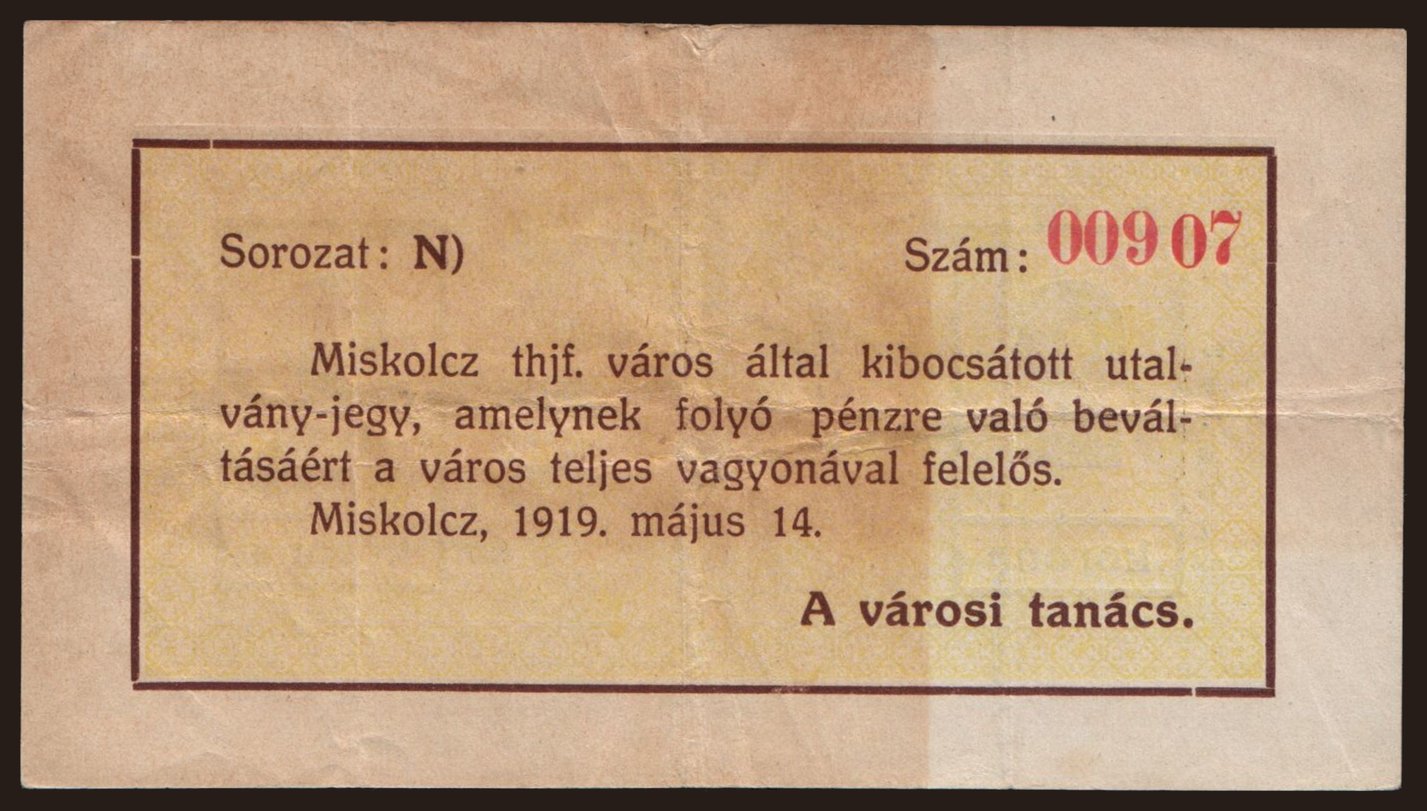 Sorozat: N) Szám: 00907
Miskolcz thjf. város által kibocsátott utal-
vány-jegy, amelynek folyó pénzre való bevál-
tásáért a város teljes vagyonával felelős.
Miskolcz, 1919. május 14.
A városi tanács.